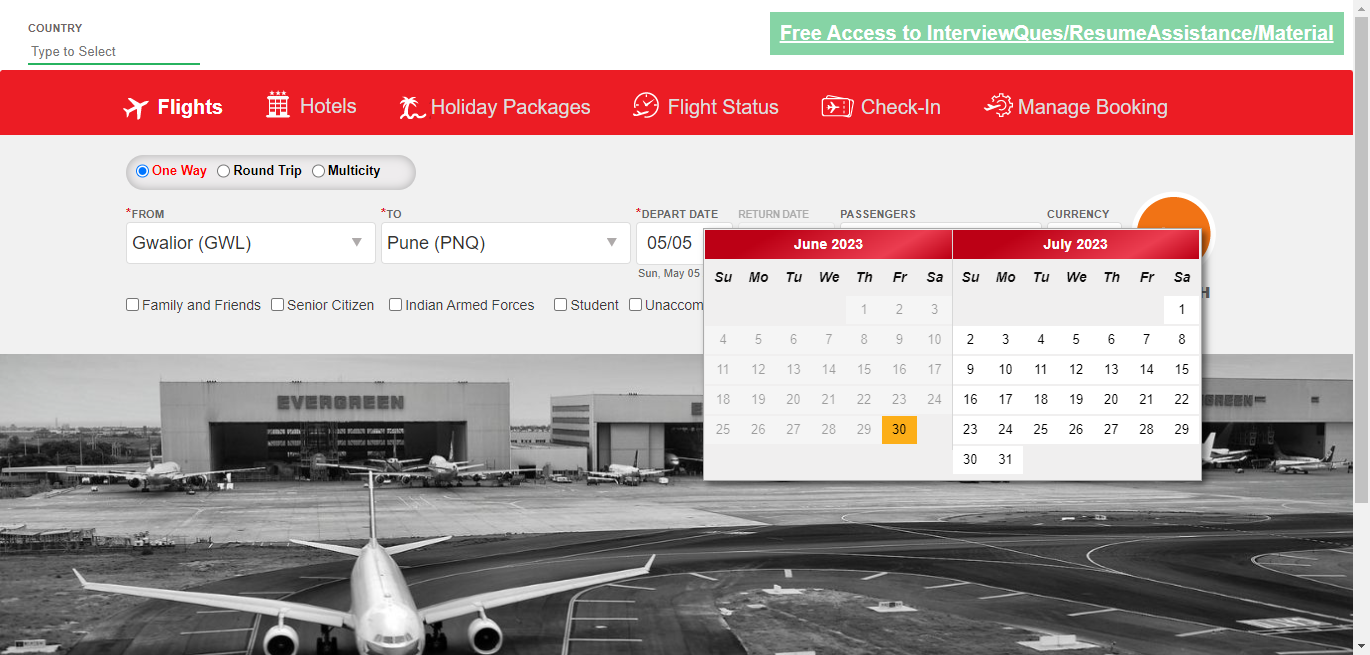 COUNTRY
Type to Select
Free Access to InterviewQues/ResumeAssistance/Material
Flights Hotels Holiday Packages Flight Status Check-In Manage Booking
One Way Round Trip Multicity
*FROM *TO *DEPART DATE RETURN DATE PASSENGERS CURRENCY
Gwalior (GWL) Pune (PNQ) 05/05
Sun, May 05
Family and Friends Senior Citizen Indian Armed Forces Student Unaccom
June 2023
Su Mo Tu We Th Fr Sa
1 2 3
4 5 6 7 8 9 10
11 12 13 14 15 16 17
18 19 20 21 22 23 24
25 26 27 28 29 30
July 2023
Su Mo Tu We Th Fr Sa
1
2 3 4 5 6 7 8
9 10 11 12 13 14 15
16 17 18 19 20 21 22
23 24 25 26 27 28 29
30 31
H
EVERGREEN
E
GREEN